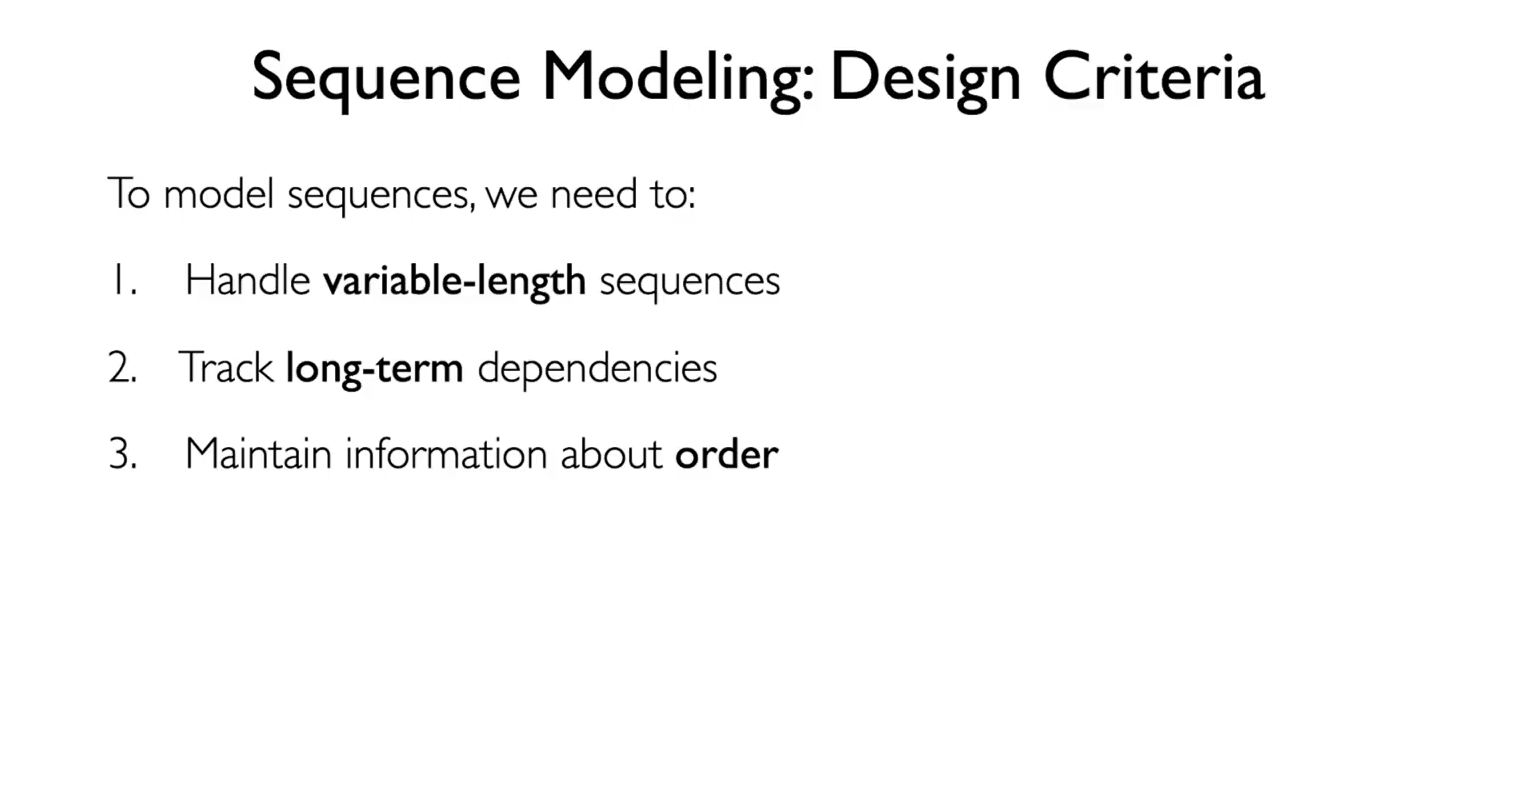 Sequence Modeling: Design Criteria
To model sequences, we need to:
1. Handle variable-length sequences
2. Track long-term dependencies
3. Maintain information about order